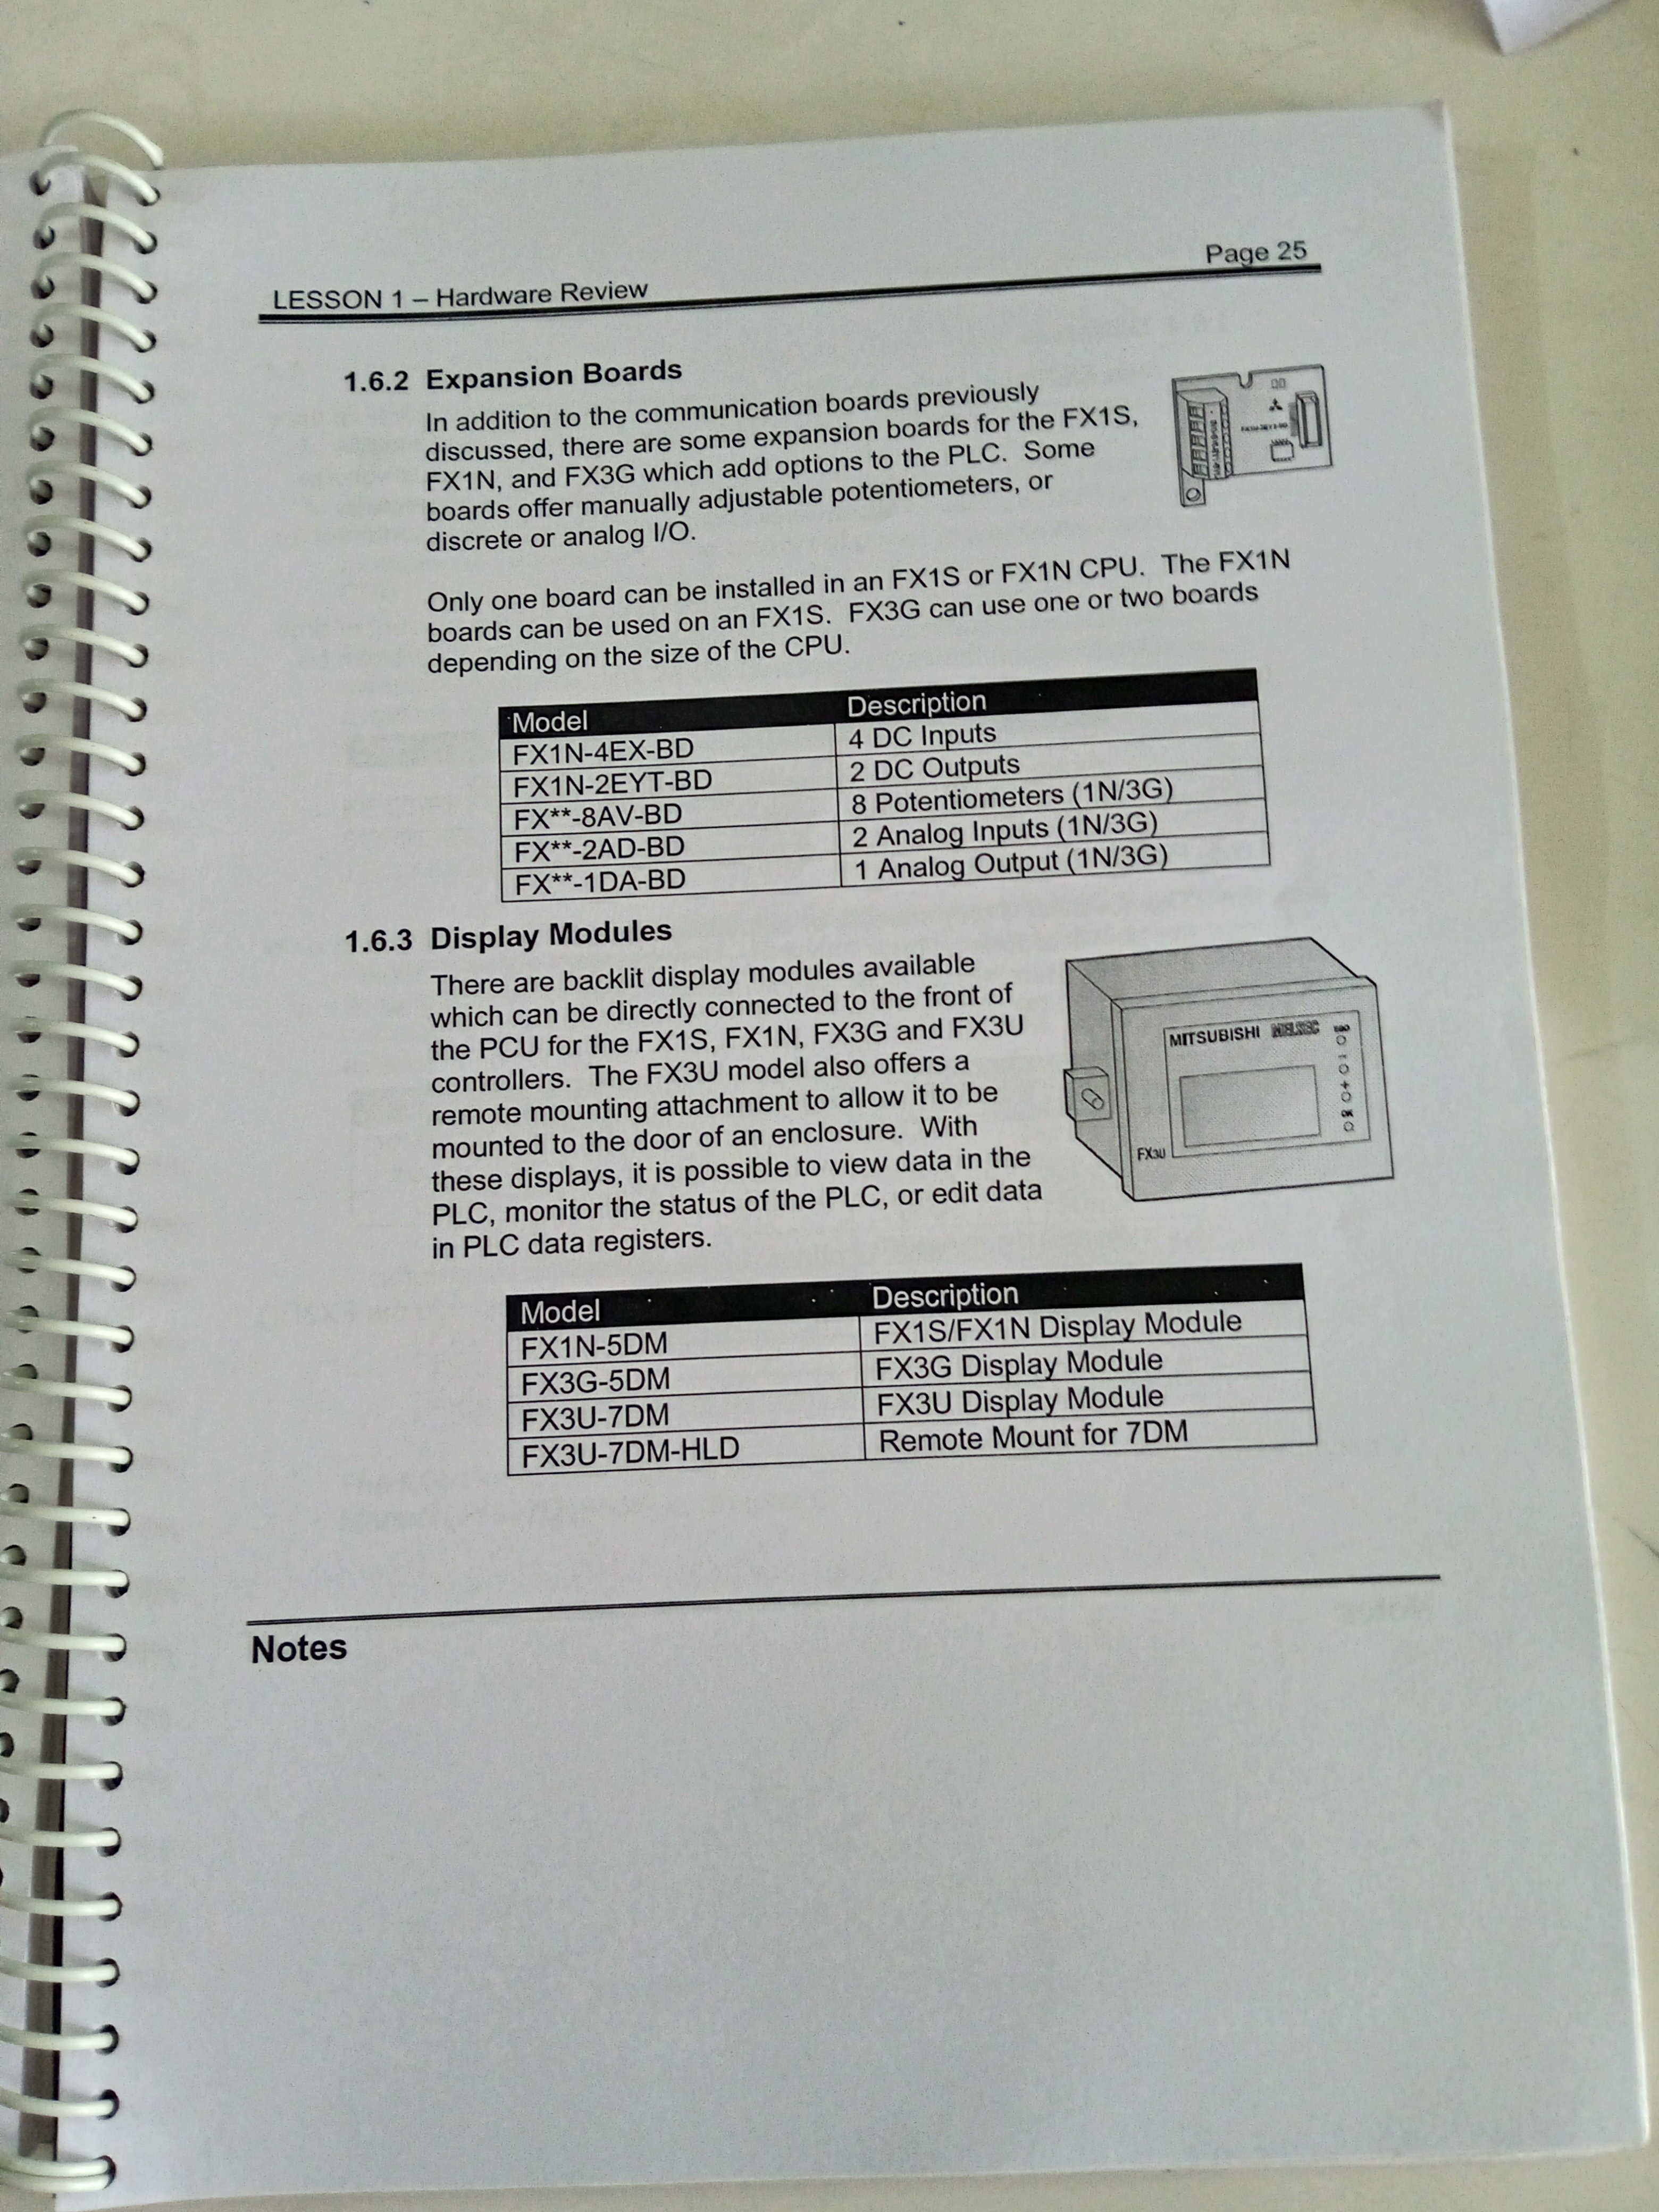 Page 25
LESSON 1 – Hardware Review
1.6.2 Expansion Boards
In addition to the communication boards previously
discussed, there are some expansion boards for the FX1S,
FX1N, and FX3G which add options to the PLC. Some
boards offer manually adjustable potentiometers, or
discrete or analog I/O.
Only one board can be installed in an FX1S or FX1N CPU. The FX1N
boards can be used on an FX1S. FX3G can use one or two boards
depending on the size of the CPU.
Model Description
FX1N-4EX-BD 4 DC Inputs
FX1N-2EYT-BD 2 DC Outputs
FX**-8AV-BD 8 Potentiometers (1N/3G)
FX**-2AD-BD 2 Analog Inputs (1N/3G)
FX**-1DA-BD 1 Analog Output (1N/3G)
1.6.3 Display Modules
There are backlit display modules available
which can be directly connected to the front of
the PCU for the FX1S, FX1N, FX3G and FX3U
controllers. The FX3U model also offers a
remote mounting attachment to allow it to be
mounted to the door of an enclosure. With
these displays, it is possible to view data in the
PLC, monitor the status of the PLC, or edit data
in PLC data registers.
MITSUBISHI MELSEC
ESC
OK
FX3U
Model Description
FX1N-5DM FX1S/FX1N Display Module
FX3G-5DM FX3G Display Module
FX3U-7DM FX3U Display Module
FX3U-7DM-HLD Remote Mount for 7DM
Notes